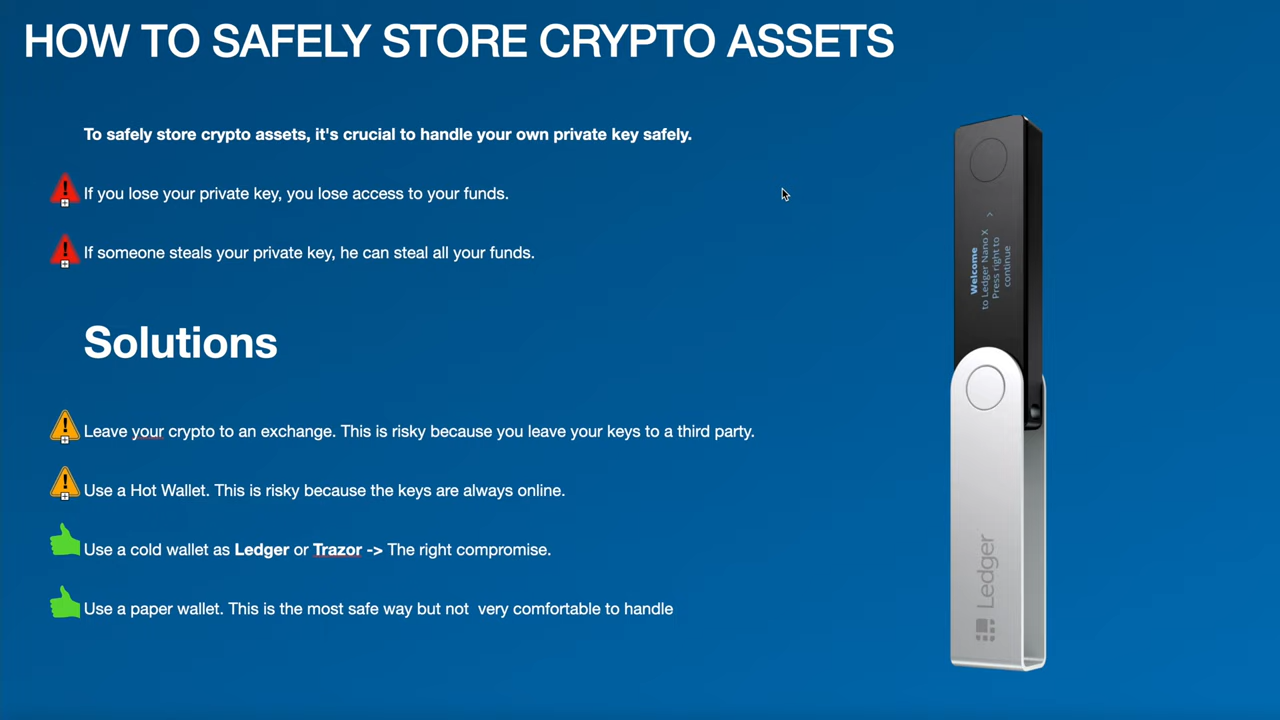 HOW TO SAFELY STORE CRYPTO ASSETS
To safely store crypto assets, it's crucial to handle your own private key safely.
If you lose your private key, you lose access to your funds.
If someone steals your private key, he can steal all your funds.
Solutions
Leave your crypto to an exchange. This is risky because you leave your keys to a third party.
Use a Hot Wallet. This is risky because the keys are always online.
Use a cold wallet as Ledger or Trazor -> The right compromise.
Use a paper wallet. This is the most safe way but not  very comfortable to handle
Welcome
to Ledger Nano X
Press right to
continue
Ledger